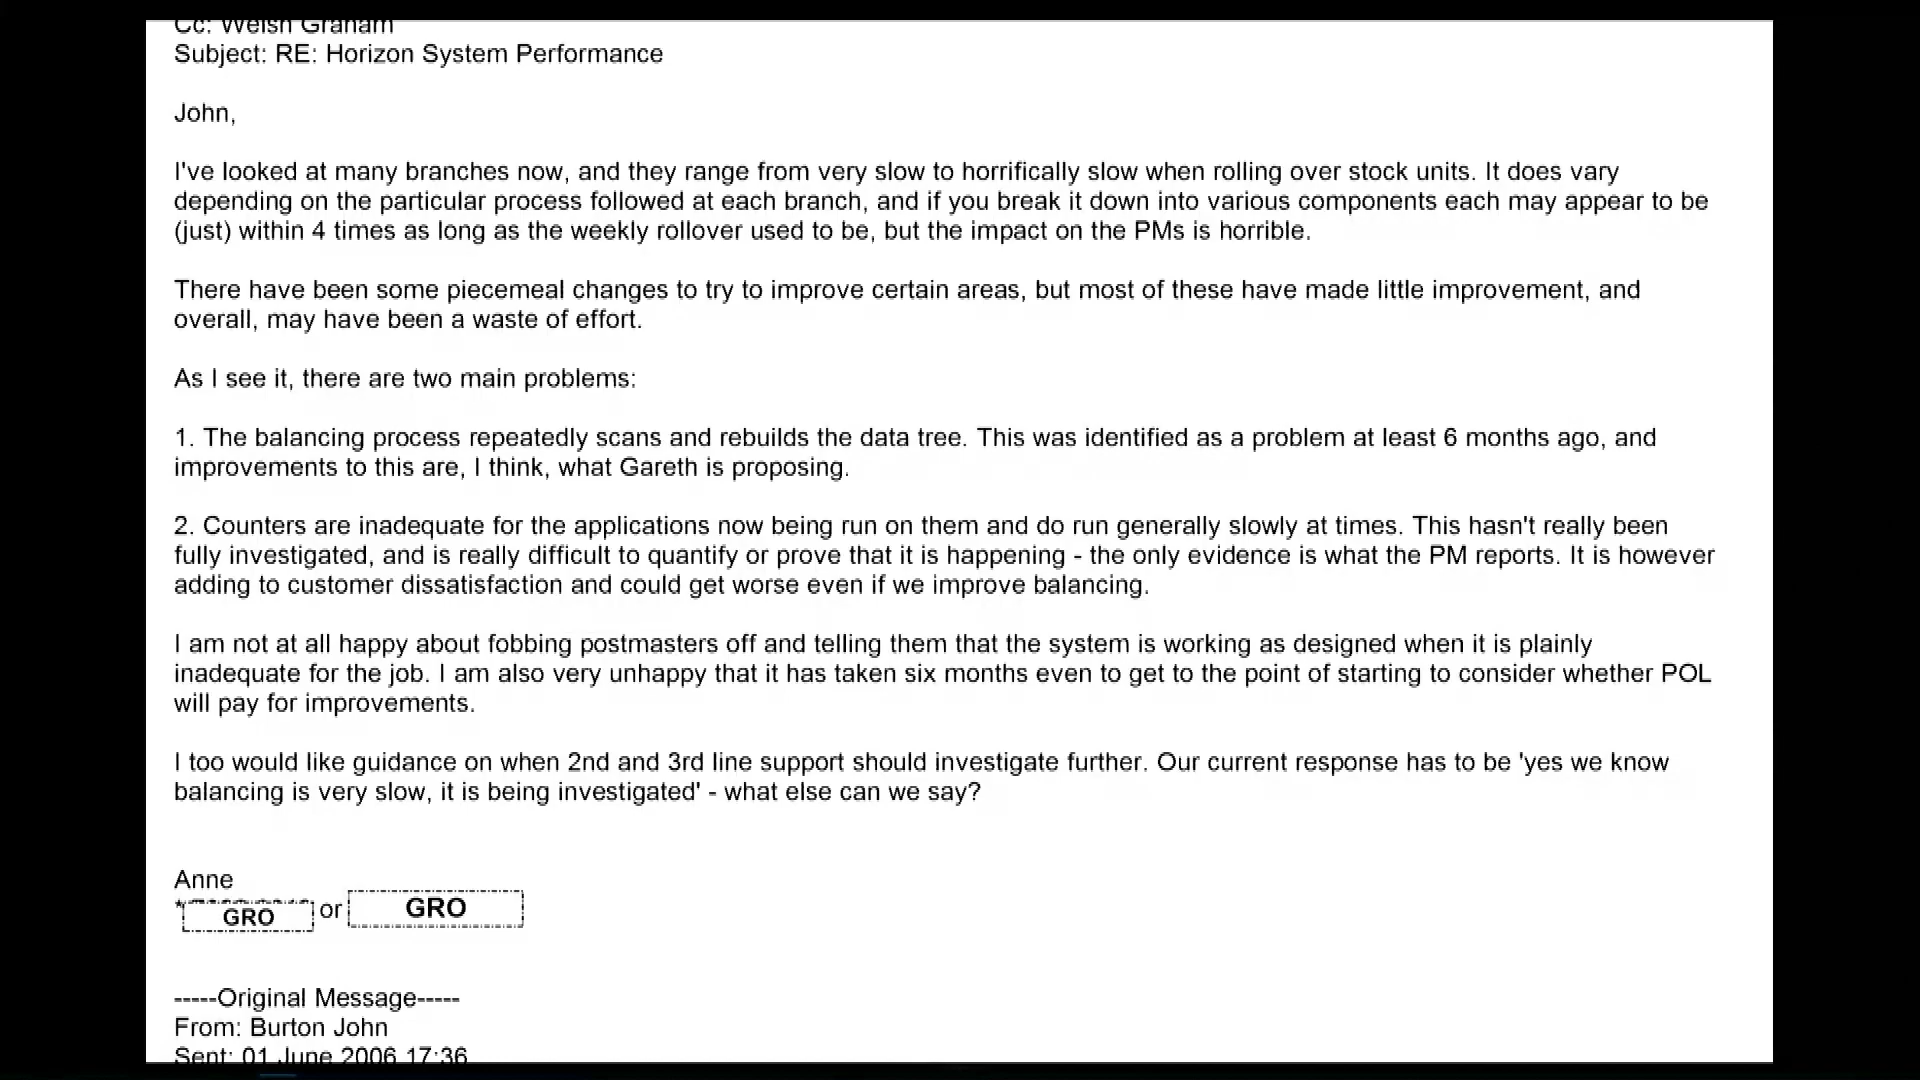 Cc: Welsh Graham
Subject: RE: Horizon System Performance
John,
I've looked at many branches now, and they range from very slow to horrifically slow when rolling over stock units. It does vary
depending on the particular process followed at each branch, and if you break it down into various components each may appear to be
(just) within 4 times as long as the weekly rollover used to be, but the impact on the PMs is horrible.
There have been some piecemeal changes to try to improve certain areas, but most of these have made little improvement, and
overall, may have been a waste of effort.
As I see it, there are two main problems:
1. The balancing process repeatedly scans and rebuilds the data tree. This was identified as a problem at least 6 months ago, and
improvements to this are, I think, what Gareth is proposing.
2. Counters are inadequate for the applications now being run on them and do run generally slowly at times. This hasn't really been
fully investigated, and is really difficult to quantify or prove that it is happening - the only evidence is what the PM reports. It is however
adding to customer dissatisfaction and could get worse even if we improve balancing.
I am not at all happy about fobbing postmasters off and telling them that the system is working as designed when it is plainly
inadequate for the job. I am also very unhappy that it has taken six months even to get to the point of starting to consider whether POL
will pay for improvements.
I too would like guidance on when 2nd and 3rd line support should investigate further. Our current response has to be 'yes we know
balancing is very slow, it is being investigated' - what else can we say?
Anne
* GRO or GRO
-----Original Message-----
From: Burton John
Sent: 01 June 2006 17:36